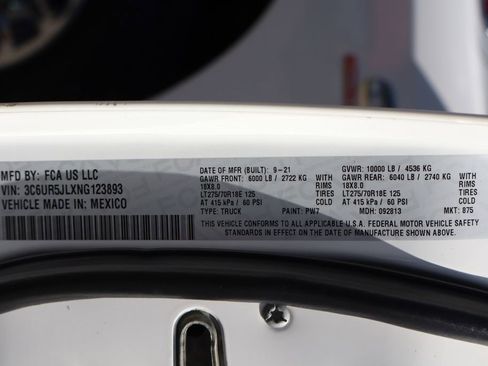 MFD BY: FCA US LLC
VIN: 3C6UR5JLXNG123893
VEHICLE MADE IN: MEXICO
DATE OF MFR (BUILT): 9-21
GAWR FRONT: 6000 LB / 2722 KG
18X8.0 WITH
LT275/70R18E 125 TIRES RIMS
AT 415 kPa / 60 PSI COLD
TYPE: TRUCK
GVWR: 10000 LB / 4536 KG
GAWR REAR: 6040 LB / 2740 KG
18X8.0 WITH
LT275/70R18E 125 TIRES RIMS
AT 415 kPa / 60 PSI COLD
PAINT: PW7 MDH: 092813 MKT: 875
THIS VEHICLE CONFORMS TO ALL APPLICABLE U.S.A. FEDERAL MOTOR VEHICLE SAFETY
STANDARDS IN EFFECT ON THE DATE OF MANUFACTURE SHOWN ABOVE.